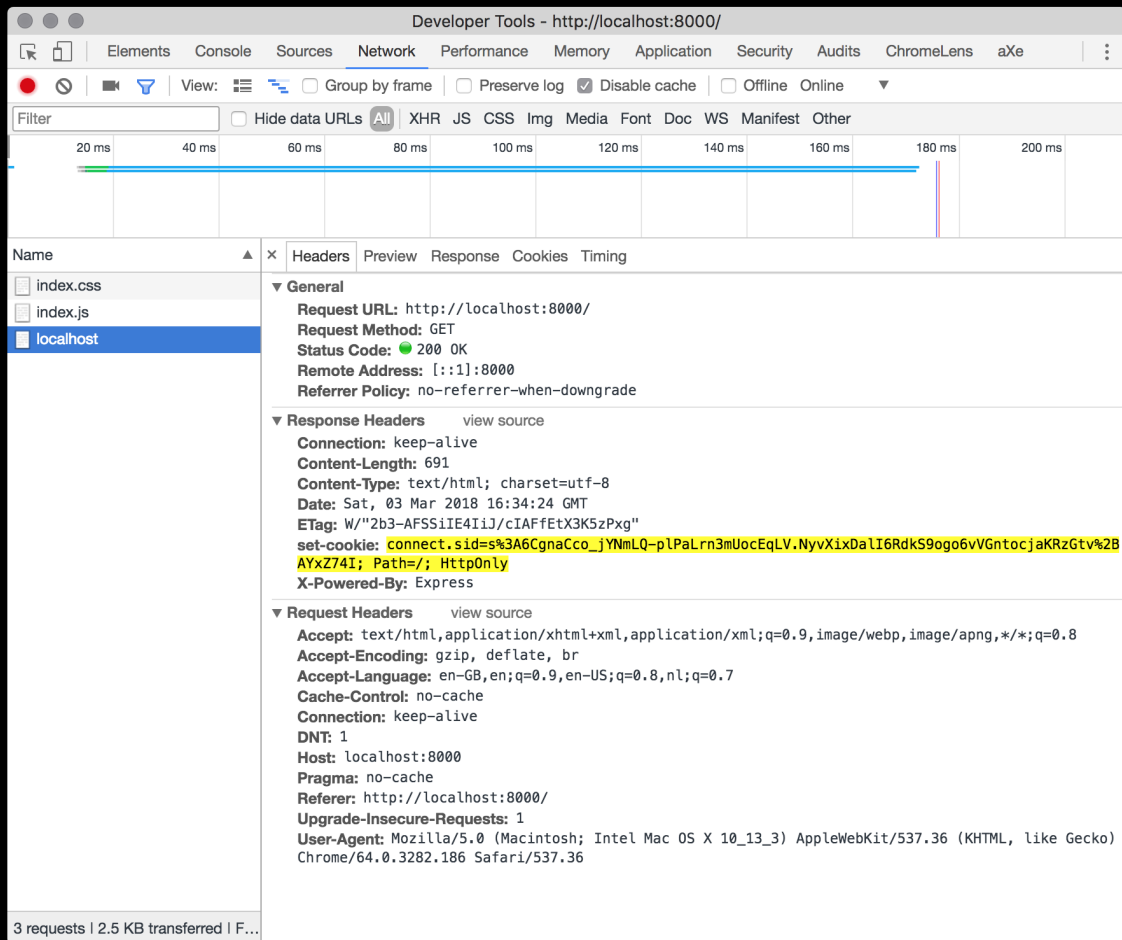 Developer Tools - http://localhost:8000/
Elements Console Sources Network Performance Memory Application Security Audits ChromeLens aXe
View: Group by frame Preserve log Disable cache Offline Online
Filter Hide data URLs All XHR JS CSS Img Media Font Doc WS Manifest Other
20 ms 40 ms 60 ms 80 ms 100 ms 120 ms 140 ms 160 ms 180 ms 200 ms
Name
index.css
index.js
localhost
Headers Preview Response Cookies Timing
General
Request URL: http://localhost:8000/
Request Method: GET
Status Code: 200 OK
Remote Address: [::1]:8000
Referrer Policy: no-referrer-when-downgrade
Response Headers view source
Connection: keep-alive
Content-Length: 691
Content-Type: text/html; charset=utf-8
Date: Sat, 03 Mar 2018 16:34:24 GMT
ETag: W/"2b3-AFSSiIE4IiJ/cIAFfEtX3K5zPxg"
set-cookie: connect.sid=s%3A6CgnaCco_jYNmLQ-plPaLrn3mUocEqLV.NyvXixDalI6RdkS9ogo6vVGntocjaKRzGtv%2B
AYxZ74I; Path=/; HttpOnly
X-Powered-By: Express
Request Headers view source
Accept: text/html,application/xhtml+xml,application/xml;q=0.9,image/webp,image/apng,*/*;q=0.8
Accept-Encoding: gzip, deflate, br
Accept-Language: en-GB,en;q=0.9,en-US;q=0.8,nl;q=0.7
Cache-Control: no-cache
Connection: keep-alive
DNT: 1
Host: localhost:8000
Pragma: no-cache
Referer: http://localhost:8000/
Upgrade-Insecure-Requests: 1
User-Agent: Mozilla/5.0 (Macintosh; Intel Mac OS X 10_13_3) AppleWebKit/537.36 (KHTML, like Gecko)
Chrome/64.0.3282.186 Safari/537.36
3 requests | 2.5 KB transferred | F...